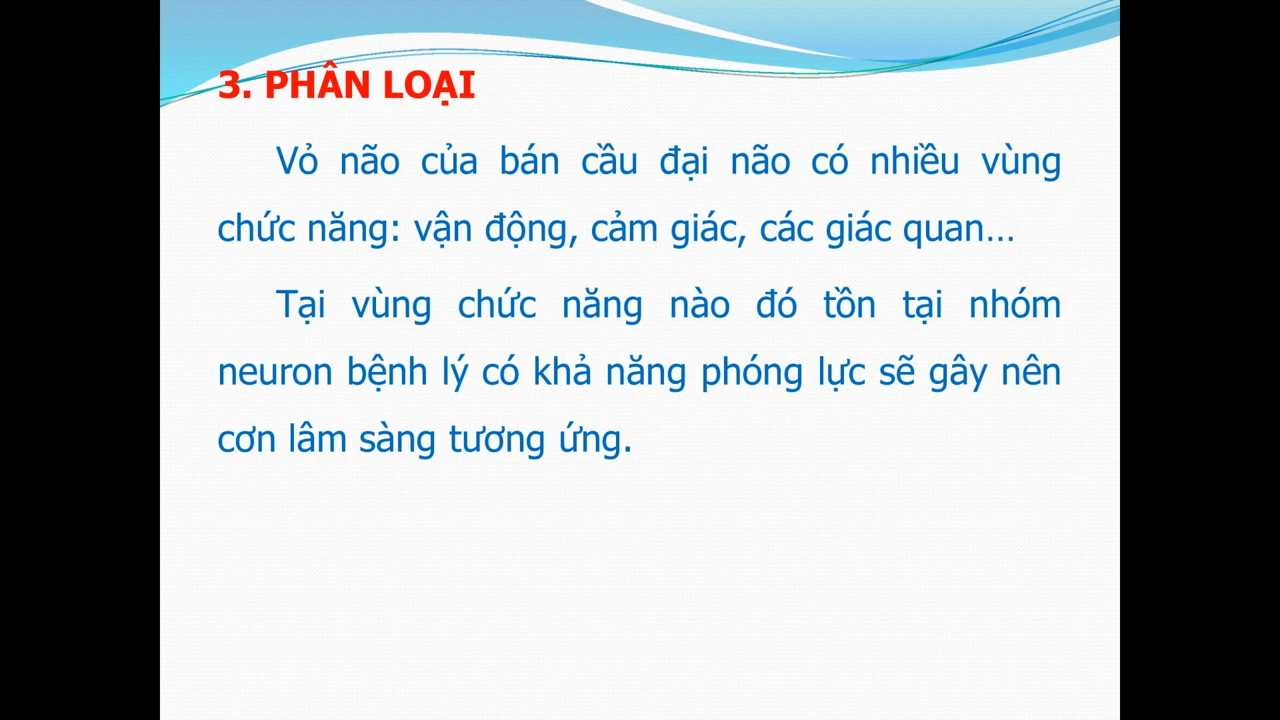 3. PHÂN LOẠI
Vỏ não của bán cầu đại não có nhiều vùng
chức năng: vận động, cảm giác, các giác quan…
Tại vùng chức năng nào đó tồn tại nhóm
neuron bệnh lý có khả năng phóng lực sẽ gây nên
cơn lâm sàng tương ứng.